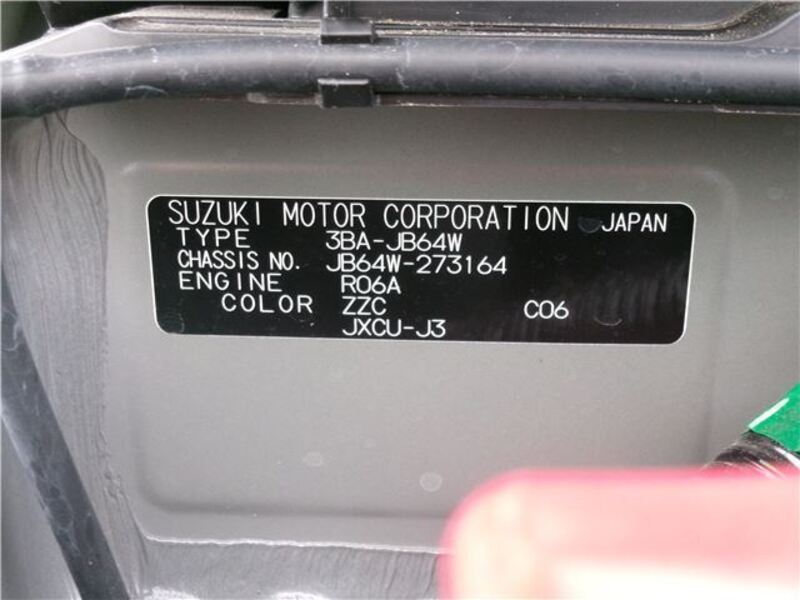 SUZUKI MOTOR CORPORATION JAPAN
TYPE 3BA-JB64W
CHASSIS NO. JB64W-273164
ENGINE R06A
COLOR ZZC C06
JXCU-J3